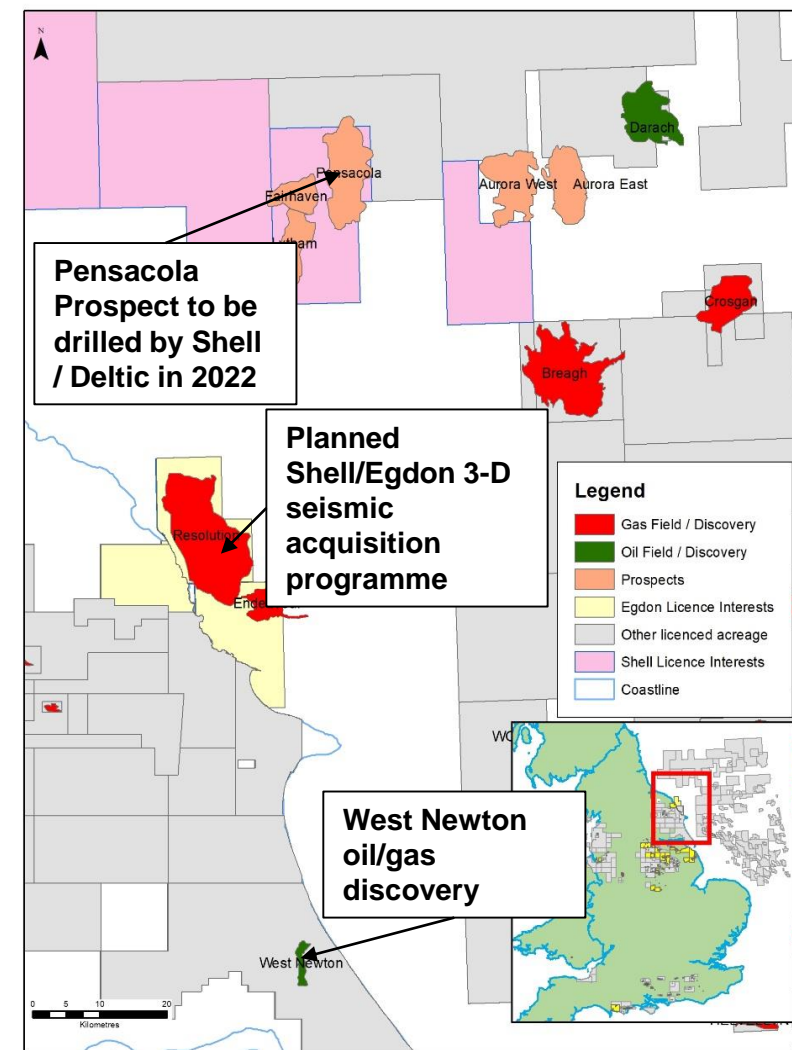 N
Darach
Pensacola
Aurora West
Aurora East
Fairhaven
Pensacola
Prospect to be
drilled by Shell
/ Deltic in 2022
Crosgan
Breagh
Planned
Shell/Egdon 3-D
seismic
acquisition
programme
Resolution
Legend
Gas Field / Discovery
Oil Field / Discovery
Prospects
Egdon Licence Interests
Other licenced acreage
Shell Licence Interests
Coastline
West Newton
oil/gas
discovery
West Newton
0 5 10 20
Kilometres